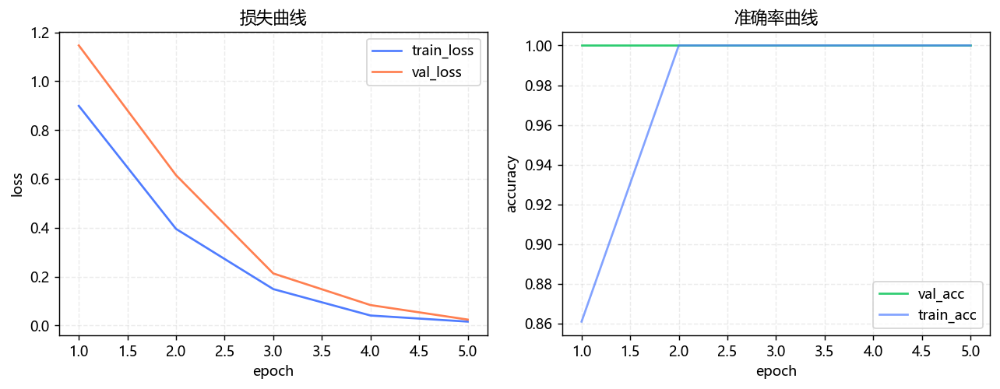 损失曲线
1.2
1.0
0.8
0.6
0.4
0.2
0.0
loss
train_loss
val_loss
1.0 1.5 2.0 2.5 3.0 3.5 4.0 4.5 5.0
epoch
准确率曲线
1.00
0.98
0.96
0.94
0.92
0.90
0.88
0.86
accuracy
val_acc
train_acc
1.0 1.5 2.0 2.5 3.0 3.5 4.0 4.5 5.0
epoch